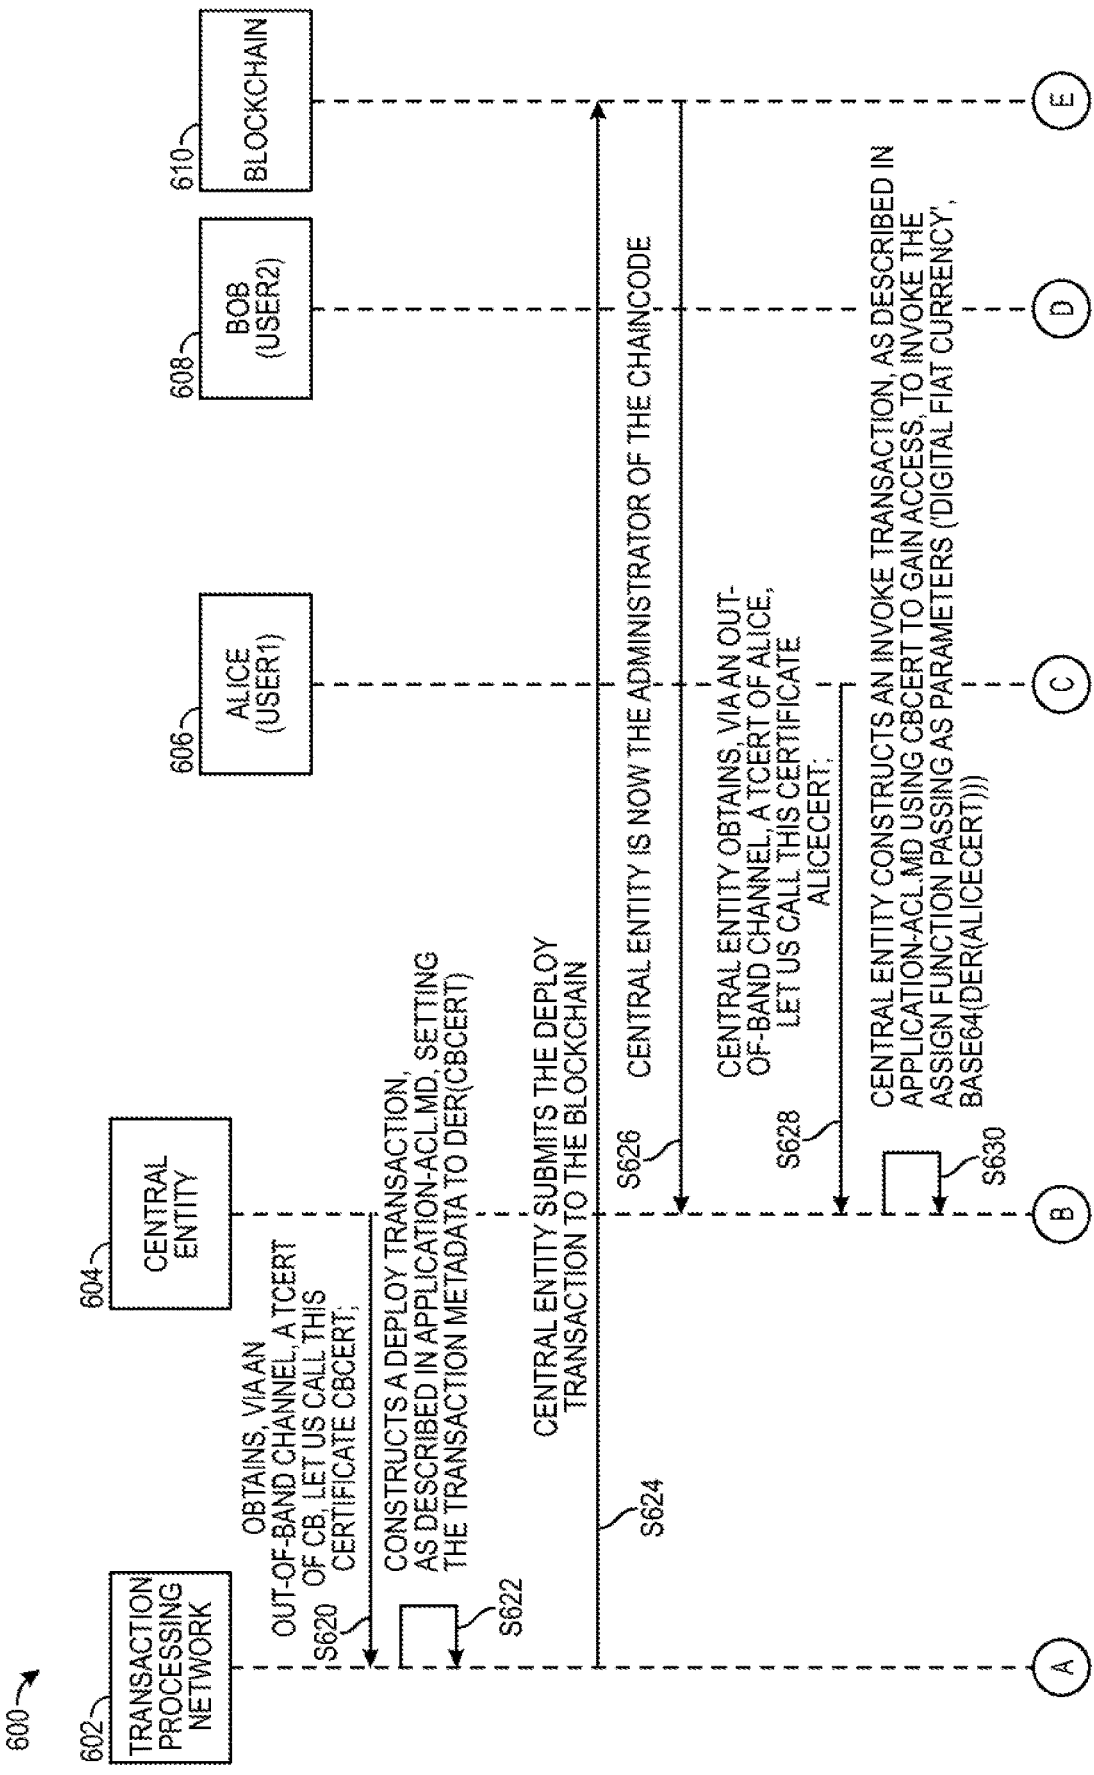 600
602
TRANSACTION
PROCESSING
NETWORK
604
CENTRAL
ENTITY
606
ALICE
(USER1)
608
BOB
(USER2)
610
BLOCKCHAIN
OBTAINS, VIA AN
OUT-OF-BAND CHANNEL, A TCERT
OF CB, LET US CALL THIS
CERTIFICATE CBCERT;
S620
CONSTRUCTS A DEPLOY TRANSACTION,
AS DESCRIBED IN APPLICATION-ACL.MD, SETTING
THE TRANSACTION METADATA TO DER(CBCERT)
S622
CENTRAL ENTITY SUBMITS THE DEPLOY
TRANSACTION TO THE BLOCKCHAIN
S624
CENTRAL ENTITY IS NOW THE ADMINISTRATOR OF THE CHAINCODE
S626
CENTRAL ENTITY OBTAINS, VIA AN OUT-
OF-BAND CHANNEL, A TCERT OF ALICE,
LET US CALL THIS CERTIFICATE
ALICECERT;
S628
CENTRAL ENTITY CONSTRUCTS AN INVOKE TRANSACTION, AS DESCRIBED IN
APPLICATION-ACL.MD USING CBCERT TO GAIN ACCESS, TO INVOKE THE
ASSIGN FUNCTION PASSING AS PARAMETERS ('DIGITAL FIAT CURRENCY',
BASE64(DER(ALICECERT)))
S630
A
B
C
D
E